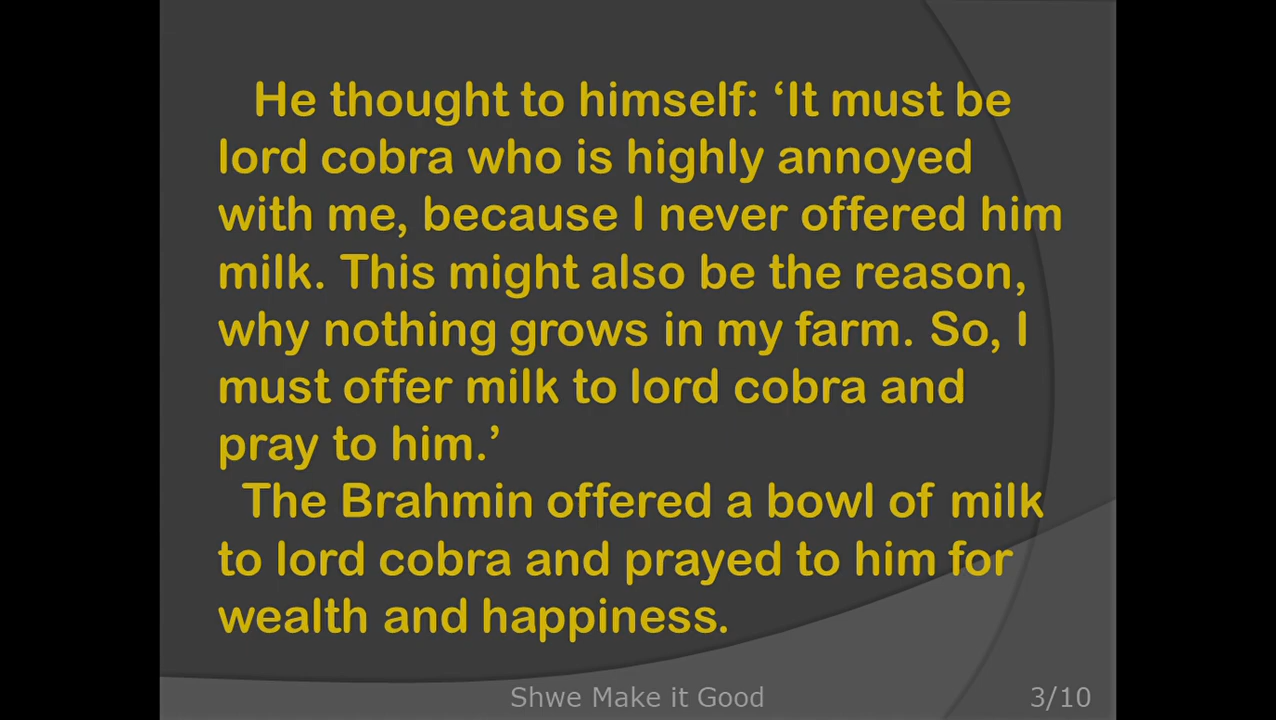 He thought to himself: ‘It must be
lord cobra who is highly annoyed
with me, because I never offered him
milk. This might also be the reason,
why nothing grows in my farm. So, I
must offer milk to lord cobra and
pray to him.’
The Brahmin offered a bowl of milk
to lord cobra and prayed to him for
wealth and happiness.
Shwe Make it Good
3/10